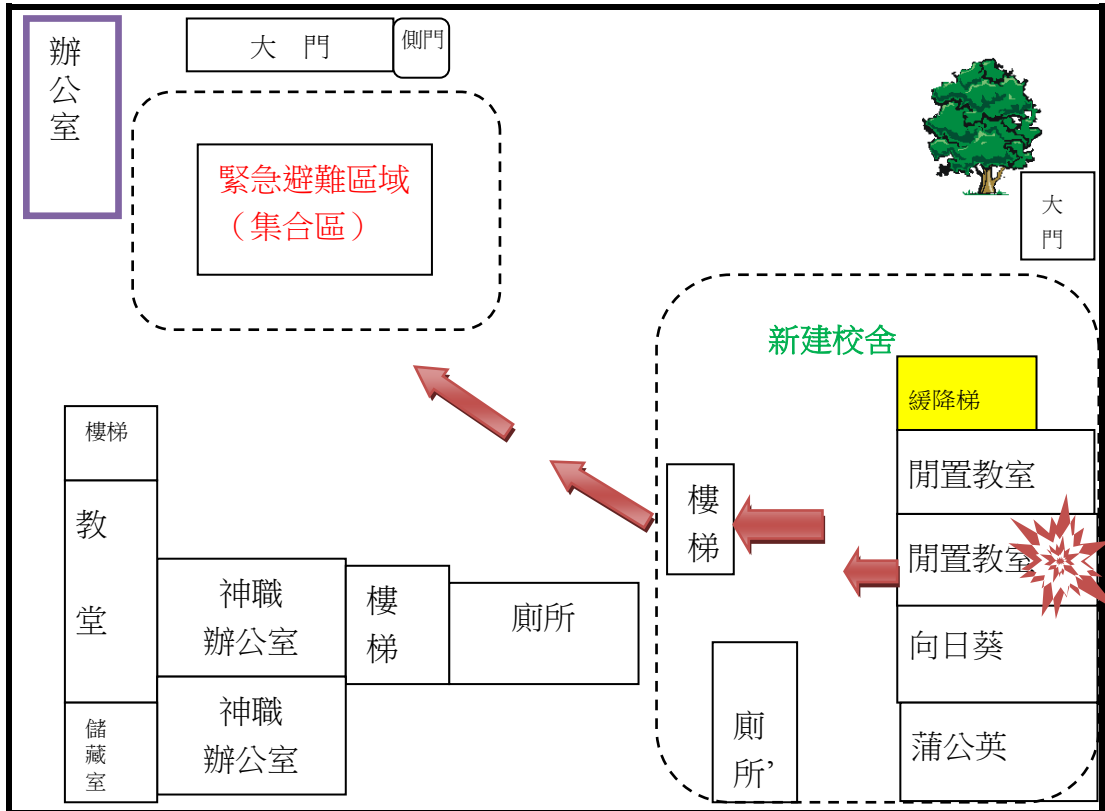 辦
公
室
大 門
側門
緊急避難區域
（集合區）
大
門
新建校舍
緩降梯
閒置教室
閒置教室
向日葵
蒲公英
樓
梯
廁
所’
樓梯
教
堂
儲
藏
室
神職
辦公室
神職
辦公室
樓
梯
廁所